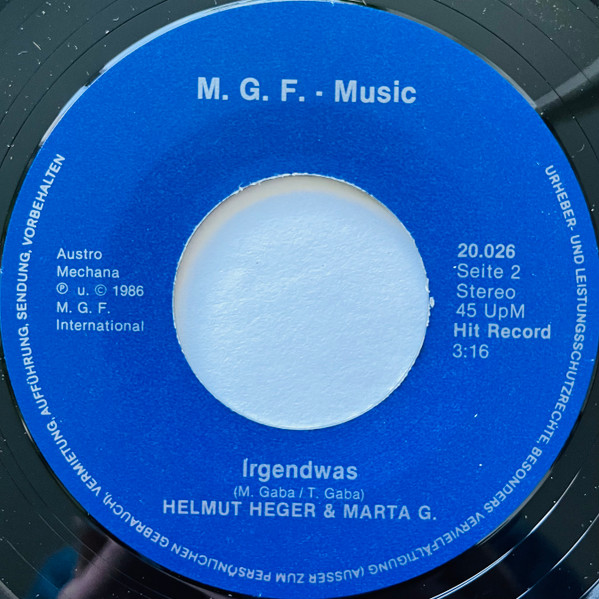 M. G. F. - Music
Austro
Mechana
℗ u. © 1986
M. G. F.
International
20.026
Seite 2
Stereo
45 UpM
Hit Record
3:16
Irgendwas
(M. Gaba / T. Gaba)
HELMUT HEGER & MARTA G.
URHEBER- UND LEISTUNGSSCHUTZRECHTE, BESONDERS VERVIELFÄLTIGUNG (AUSSER ZUM PERSÖNLICHEN GEBRAUCH), VERMIETUNG, AUFFÜHRUNG, SENDUNG, VORBEHALTEN